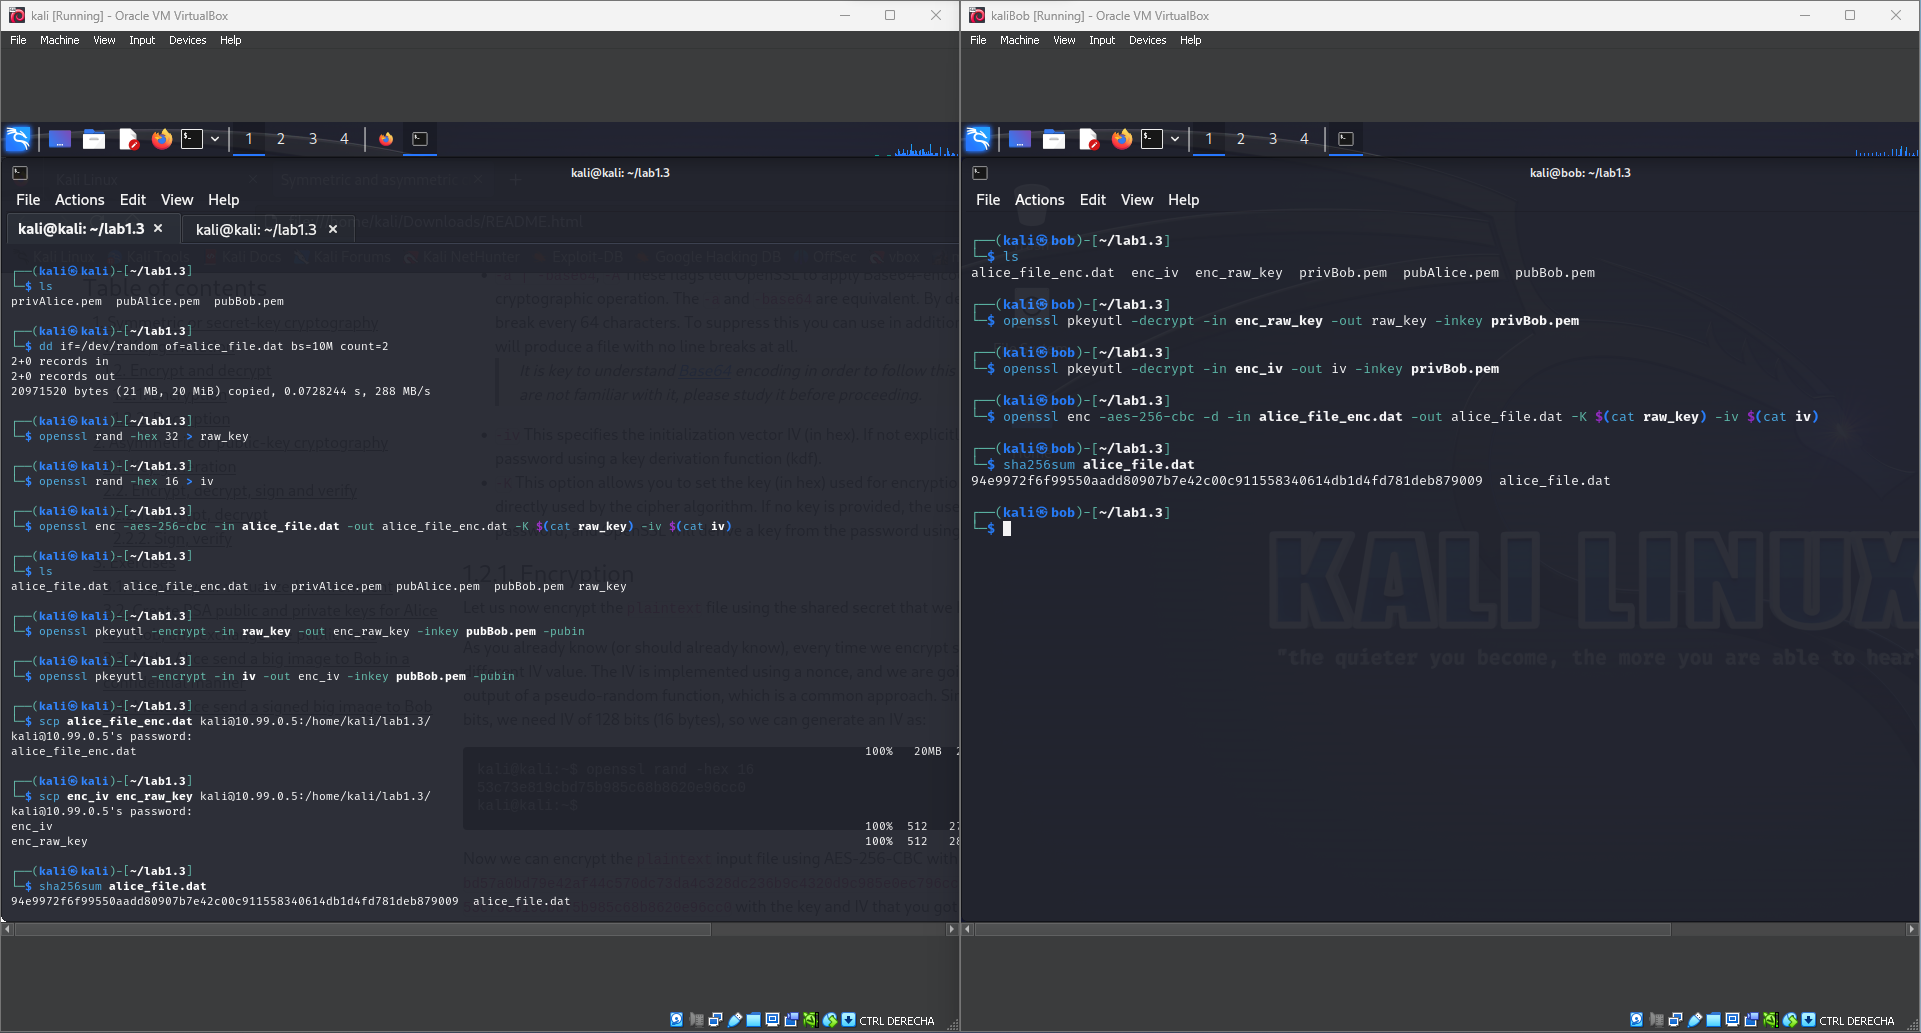 kali [Running] - Oracle VM VirtualBox
File Machine View Input Devices Help
1 2 3 4
kali@kali: ~/lab1.3
File Actions Edit View Help
kali@kali: ~/lab1.3 × kali@kali: ~/lab1.3 ×
┌──(kali㉿kali)-[~/lab1.3]
└─$ ls
privAlice.pem pubAlice.pem pubBob.pem
┌──(kali㉿kali)-[~/lab1.3]
└─$ dd if=/dev/random of=alice_file.dat bs=10M count=2
2+0 records in
2+0 records out
20971520 bytes (21 MB, 20 MiB) copied, 0.0728244 s, 288 MB/s
┌──(kali㉿kali)-[~/lab1.3]
└─$ openssl rand -hex 32 > raw_key
┌──(kali㉿kali)-[~/lab1.3]
└─$ openssl rand -hex 16 > iv
┌──(kali㉿kali)-[~/lab1.3]
└─$ openssl enc -aes-256-cbc -in alice_file.dat -out alice_file_enc.dat -K $(cat raw_key) -iv $(cat iv)
┌──(kali㉿kali)-[~/lab1.3]
└─$ ls
alice_file.dat alice_file_enc.dat iv privAlice.pem pubAlice.pem pubBob.pem raw_key
┌──(kali㉿kali)-[~/lab1.3]
└─$ openssl pkeyutl -encrypt -in raw_key -out enc_raw_key -inkey pubBob.pem -pubin
┌──(kali㉿kali)-[~/lab1.3]
└─$ openssl pkeyutl -encrypt -in iv -out enc_iv -inkey pubBob.pem -pubin
┌──(kali㉿kali)-[~/lab1.3]
└─$ scp alice_file_enc.dat kali@10.99.0.5:/home/kali/lab1.3/
kali@10.99.0.5's password:
alice_file_enc.dat 100% 20MB
┌──(kali㉿kali)-[~/lab1.3]
└─$ scp enc_iv enc_raw_key kali@10.99.0.5:/home/kali/lab1.3/
kali@10.99.0.5's password:
enc_iv 100% 512
enc_raw_key 100% 512
┌──(kali㉿kali)-[~/lab1.3]
└─$ sha256sum alice_file.dat
94e9972f6f99550aadd80907b7e42c00c911558340614db1d4fd781deb879009 alice_file.dat
CTRL DERECHA
kaliBob [Running] - Oracle VM VirtualBox
File Machine View Input Devices Help
1 2 3 4
kali@bob: ~/lab1.3
File Actions Edit View Help
┌──(kali㉿bob)-[~/lab1.3]
└─$ ls
alice_file_enc.dat enc_iv enc_raw_key privBob.pem pubAlice.pem pubBob.pem
┌──(kali㉿bob)-[~/lab1.3]
└─$ openssl pkeyutl -decrypt -in enc_raw_key -out raw_key -inkey privBob.pem
┌──(kali㉿bob)-[~/lab1.3]
└─$ openssl pkeyutl -decrypt -in enc_iv -out iv -inkey privBob.pem
┌──(kali㉿bob)-[~/lab1.3]
└─$ openssl enc -aes-256-cbc -d -in alice_file_enc.dat -out alice_file.dat -K $(cat raw_key) -iv $(cat iv)
┌──(kali㉿bob)-[~/lab1.3]
└─$ sha256sum alice_file.dat
94e9972f6f99550aadd80907b7e42c00c911558340614db1d4fd781deb879009 alice_file.dat
┌──(kali㉿bob)-[~/lab1.3]
└─$
KALI LINUX
"the quieter you become, the more you are able to hear"
CTRL DERECHA